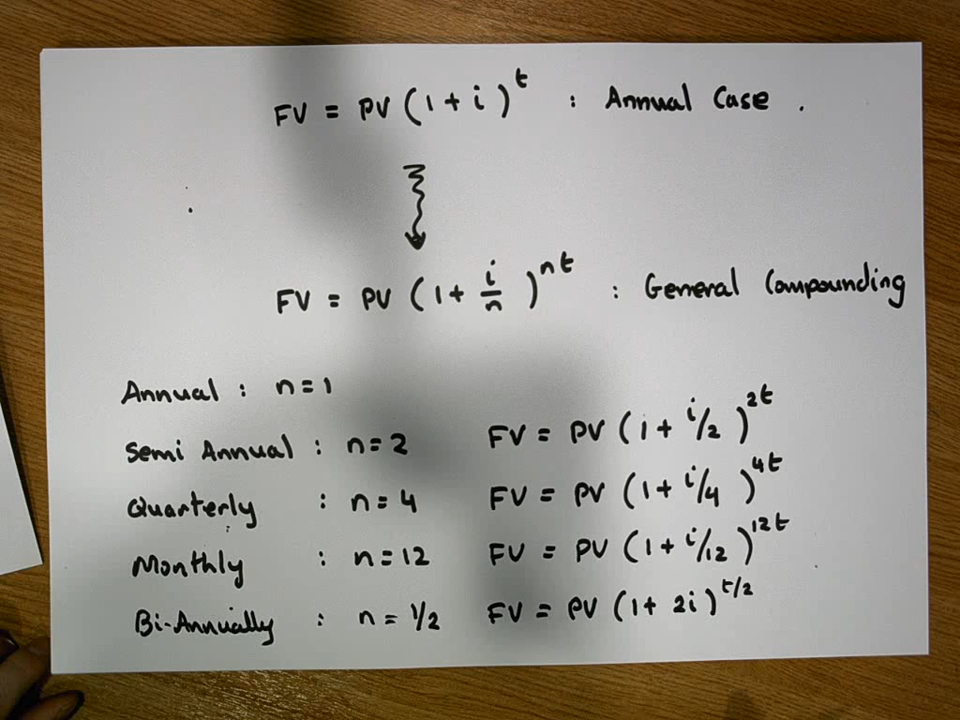 FV = PV (1 + i)^t : Annual Case .
FV = PV (1 + i/n)^nt : General Compounding
Annual : n = 1
Semi Annual : n = 2 FV = PV (1 + i/2)^2t
Quarterly : n = 4 FV = PV (1 + i/4)^4t
Monthly : n = 12 FV = PV (1 + i/12)^12t
Bi-Annually : n = 1/2 FV = PV (1 + 2i)^t/2